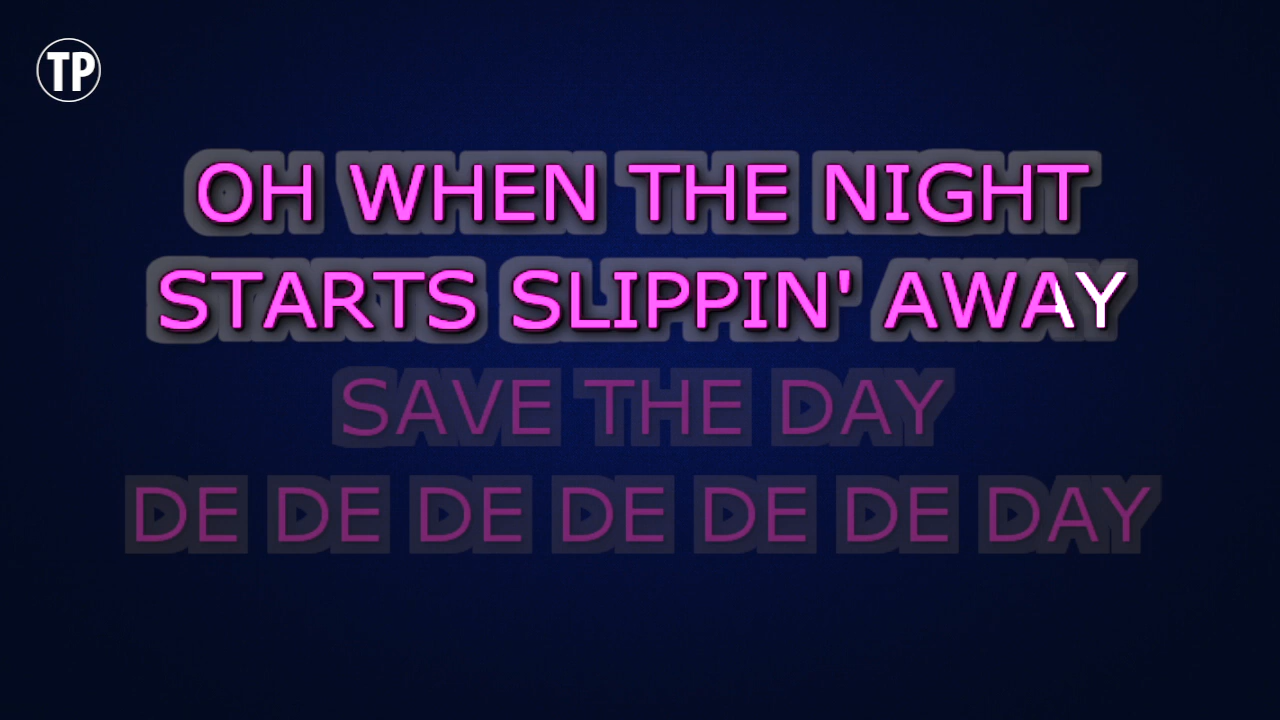 TP
OH WHEN THE NIGHT
STARTS SLIPPIN' AWAY
SAVE THE DAY
DE DE DE DE DE DE DAY